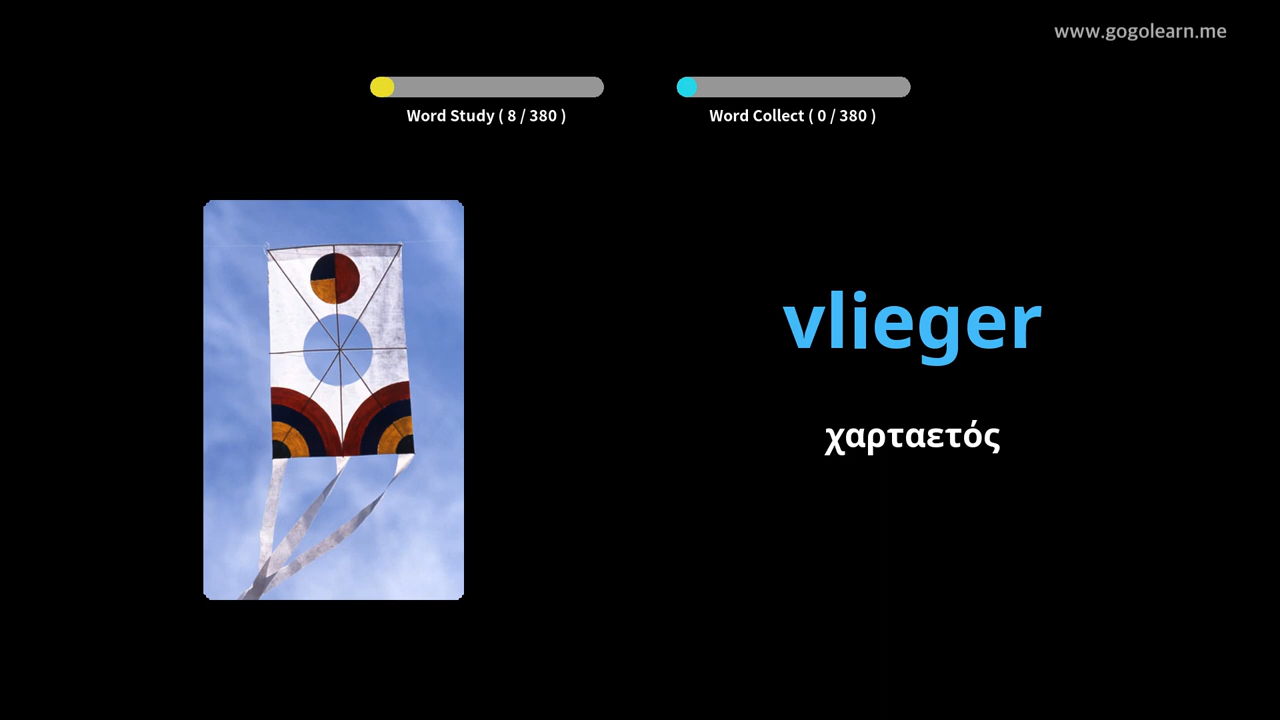 www.gogolearn.me
Word Study ( 8 / 380 )
Word Collect ( 0 / 380 )
vlieger
χαρταετός